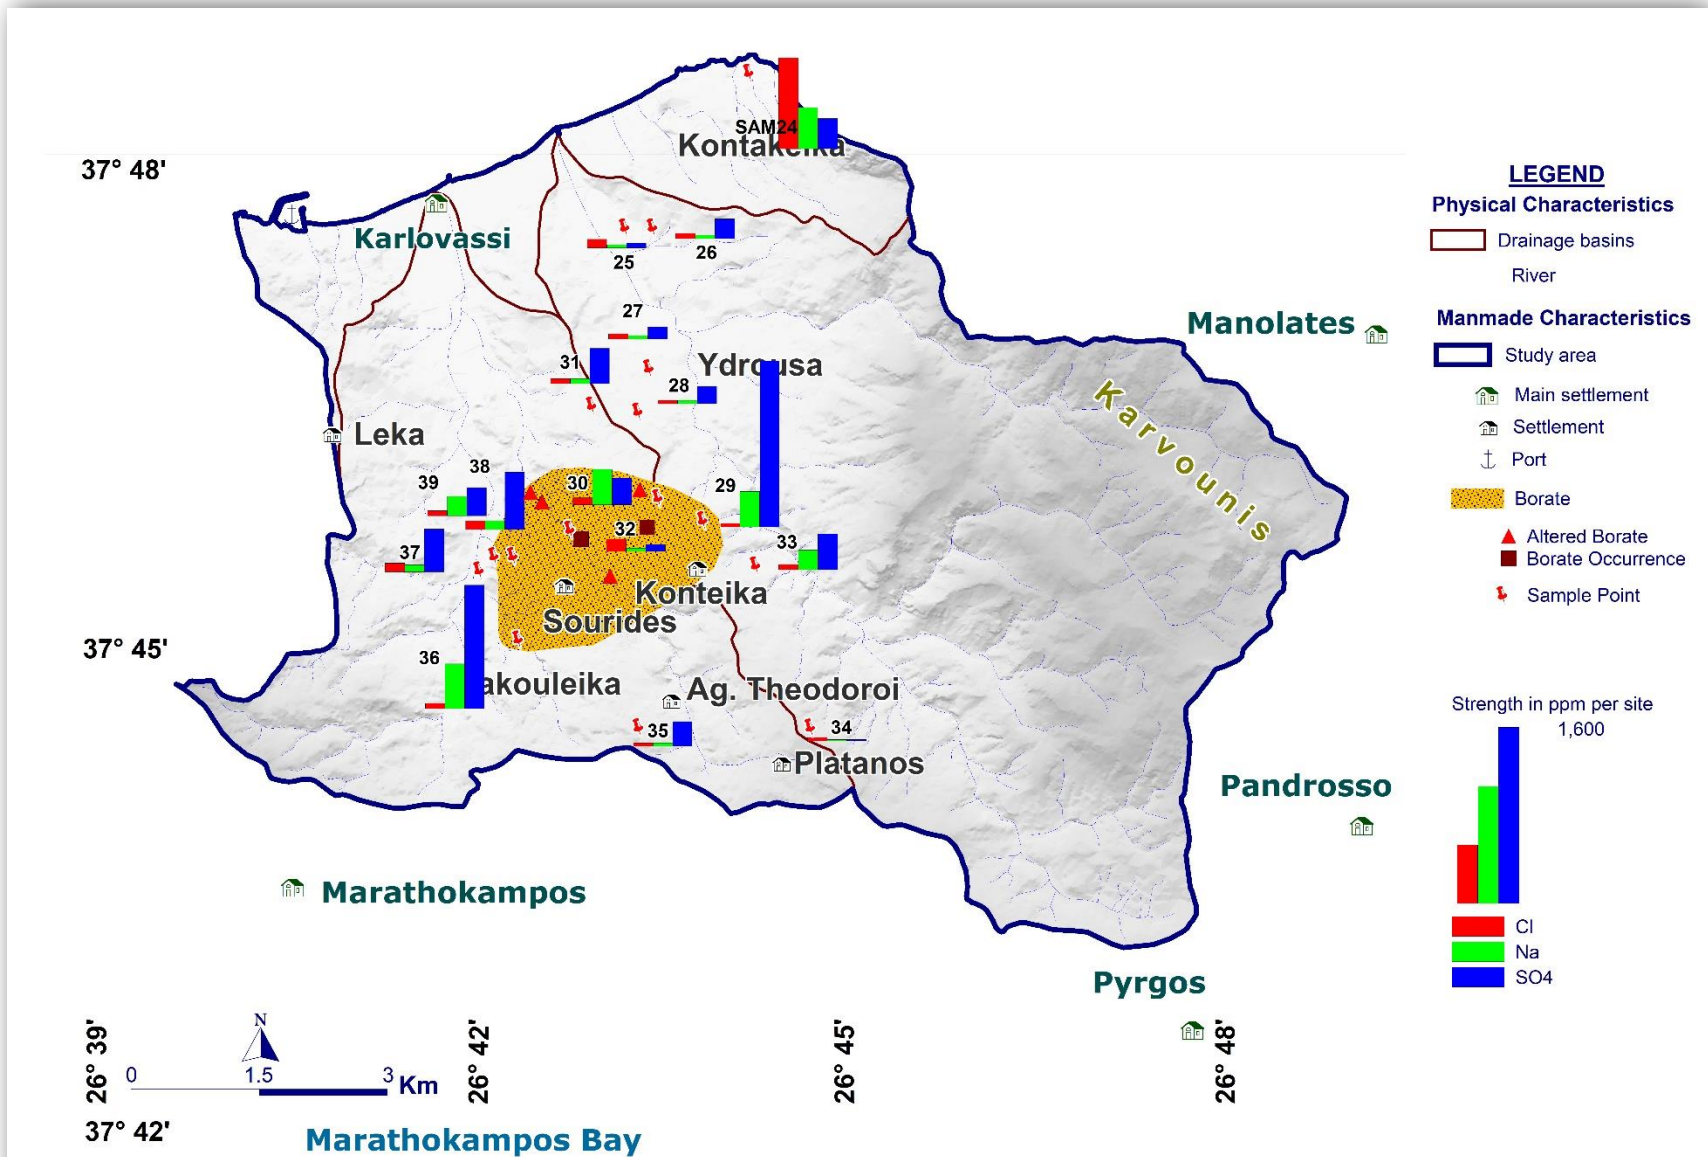 SAM24
Kontakeika
37° 48'
LEGEND
Physical Characteristics
Karlovassi
Drainage basins
25
26
River
27
Manolates
Manmade Characteristics
31
Ydrousa
Study area
28
Karvounis
Main settlement
Leka
Settlement
Port
38
39
30
29
Borate
32
Altered Borate
37
33
Borate Occurrence
Konteika
Sample Point
Sourides
37° 45'
36
akouleika
Ag. Theodoroi
Strength in ppm per site
1,600
35
34
Platanos
Pandrosso
Marathokampos
Cl
Na
SO4
Pyrgos
N
26° 39'
26° 42'
26° 45'
26° 48'
0 1.5 3 Km
37° 42'
Marathokampos Bay